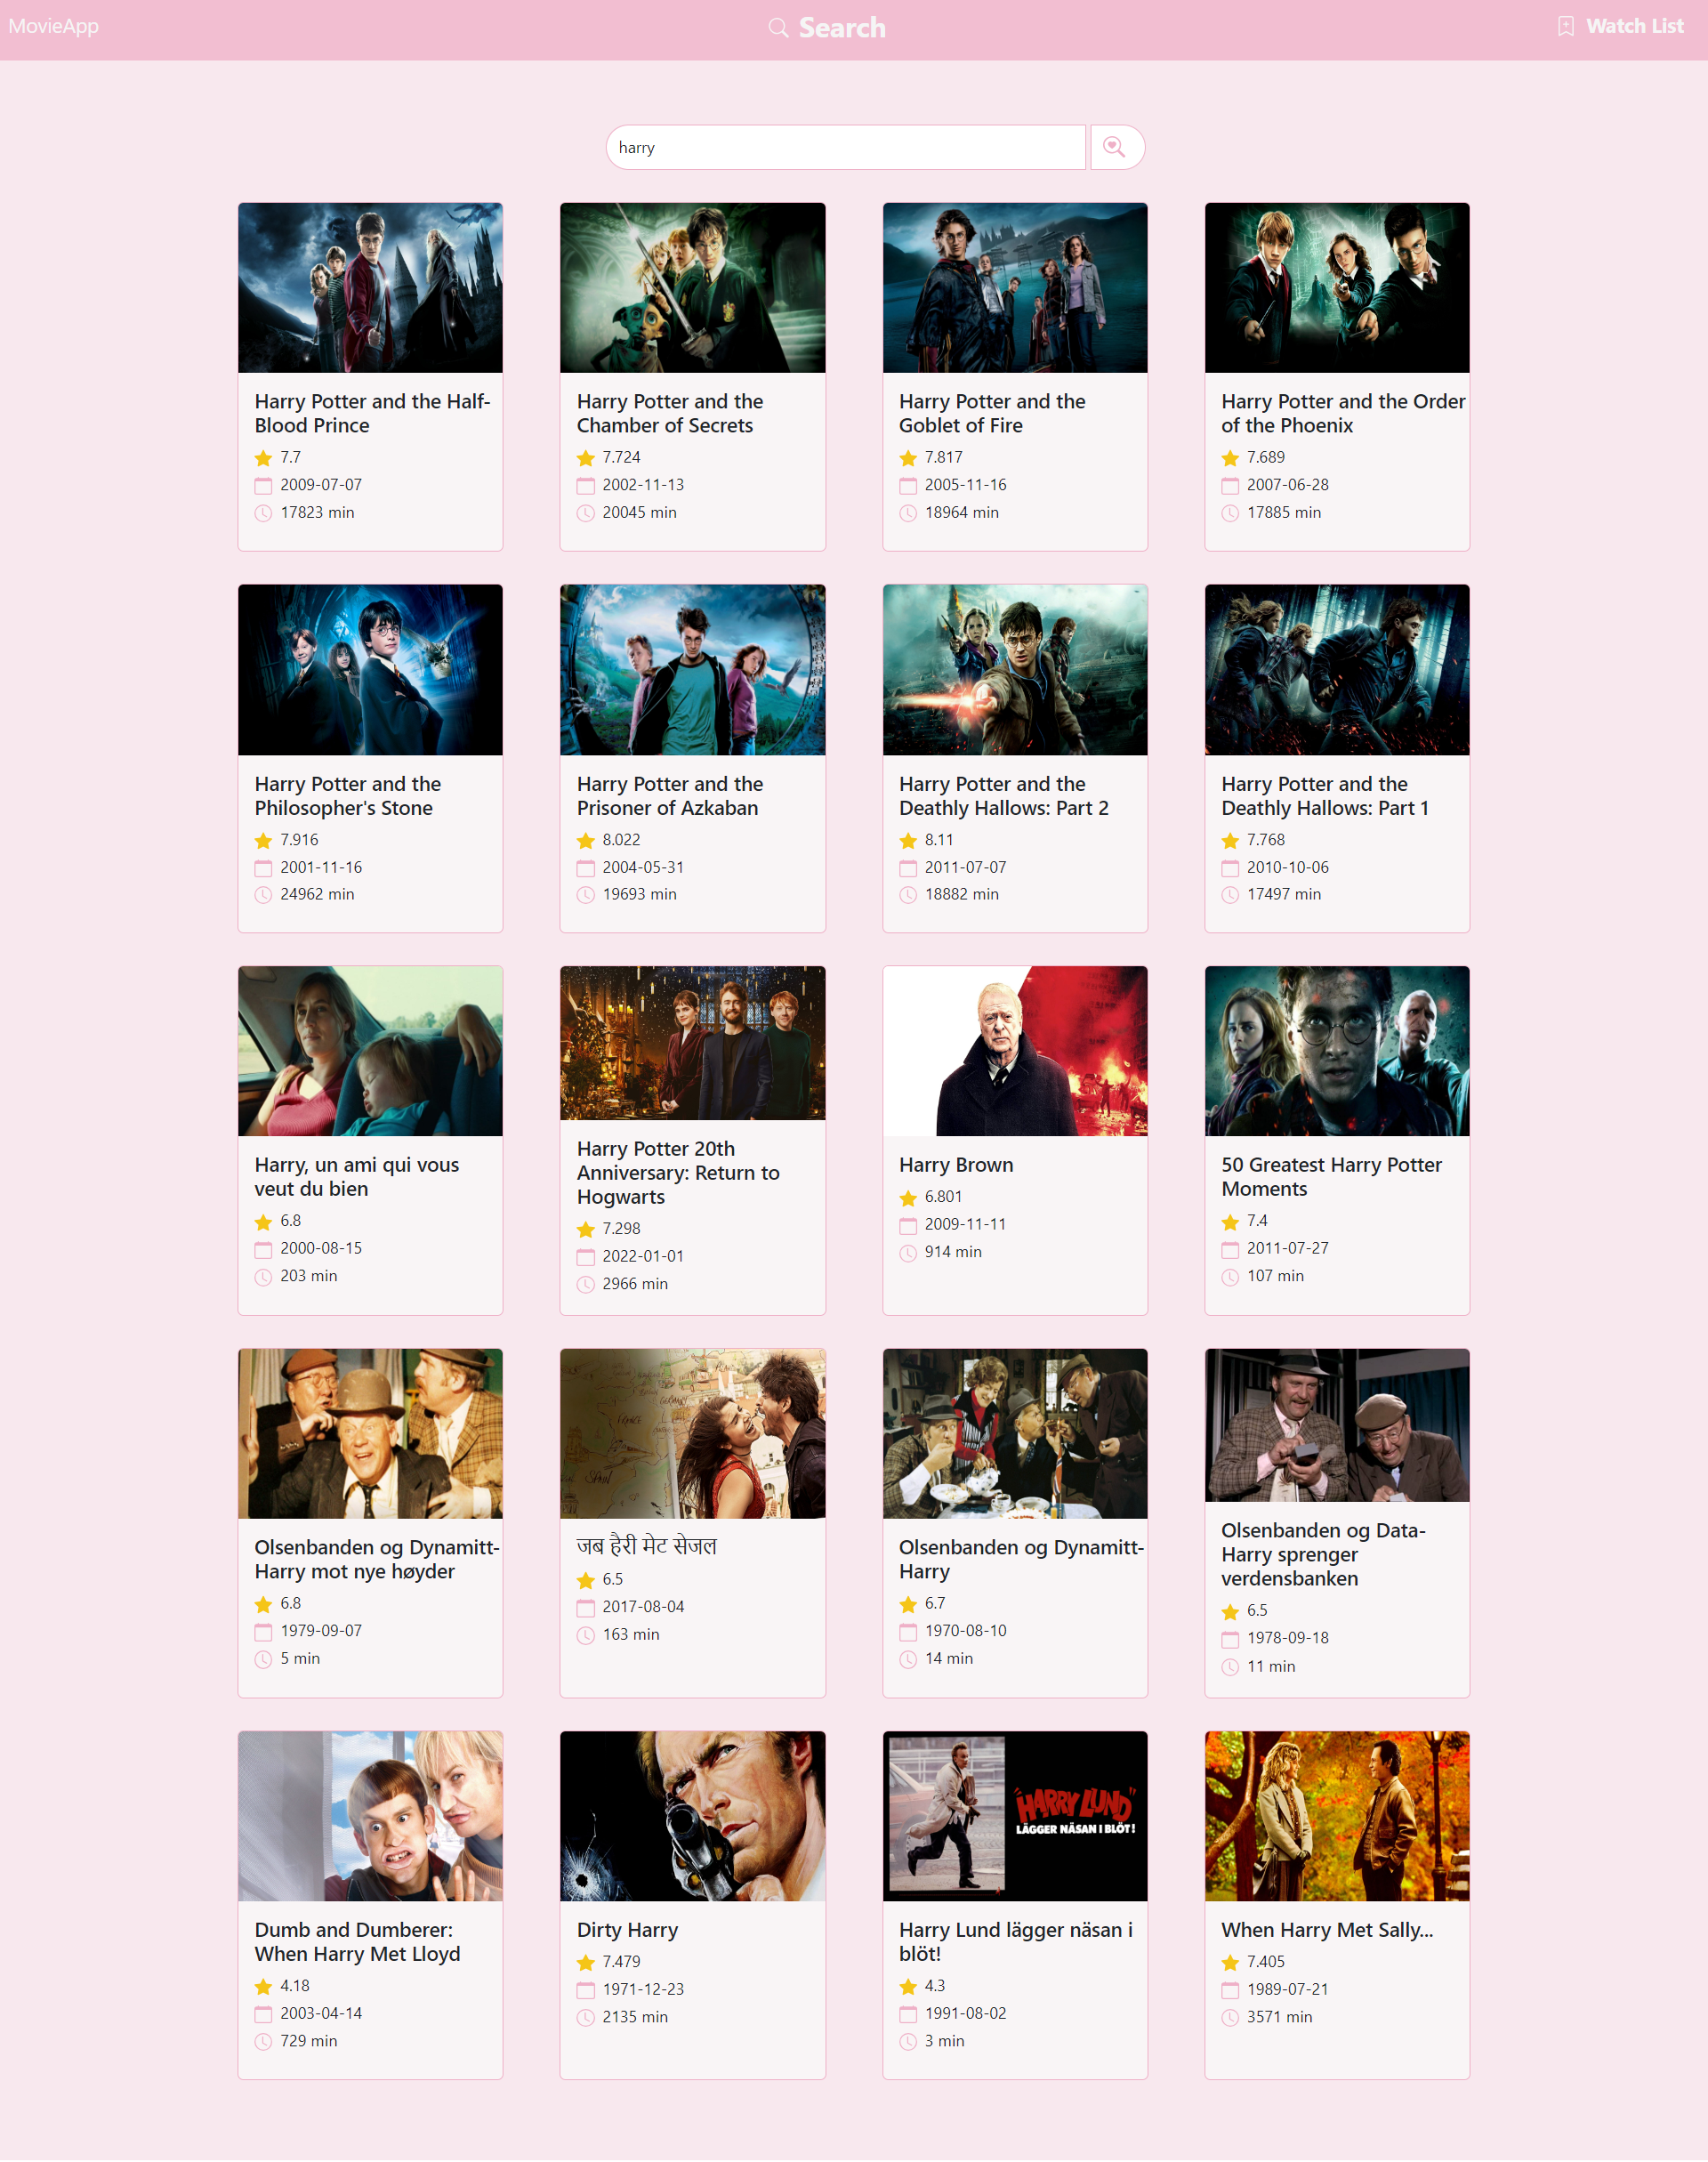 MovieApp
Search
Watch List
harry
Harry Potter and the Half-
Blood Prince
7.7
2009-07-07
17823 min
Harry Potter and the
Chamber of Secrets
7.724
2002-11-13
20045 min
Harry Potter and the
Goblet of Fire
7.817
2005-11-16
18964 min
Harry Potter and the Order
of the Phoenix
7.689
2007-06-28
17885 min
Harry Potter and the
Philosopher's Stone
7.916
2001-11-16
24962 min
Harry Potter and the
Prisoner of Azkaban
8.022
2004-05-31
19693 min
Harry Potter and the
Deathly Hallows: Part 2
8.11
2011-07-07
18882 min
Harry Potter and the
Deathly Hallows: Part 1
7.768
2010-10-06
17497 min
Harry, un ami qui vous
veut du bien
6.8
2000-08-15
203 min
Harry Potter 20th
Anniversary: Return to
Hogwarts
7.298
2022-01-01
2966 min
Harry Brown
6.801
2009-11-11
914 min
50 Greatest Harry Potter
Moments
7.4
2011-07-27
107 min
Olsenbanden og Dynamitt-
Harry mot nye høyder
6.8
1979-09-07
5 min
जब हैरी मेट सेजल
6.5
2017-08-04
163 min
Olsenbanden og Dynamitt-
Harry
6.7
1970-08-10
14 min
Olsenbanden og Data-
Harry sprenger
verdensbanken
6.5
1978-09-18
11 min
Dumb and Dumberer:
When Harry Met Lloyd
4.18
2003-04-14
729 min
Dirty Harry
7.479
1971-12-23
2135 min
"HARRY LUND"
LÄGGER NÄSAN I BLÖT!
Harry Lund lägger näsan i
blöt!
4.3
1991-08-02
3 min
When Harry Met Sally...
7.405
1989-07-21
3571 min